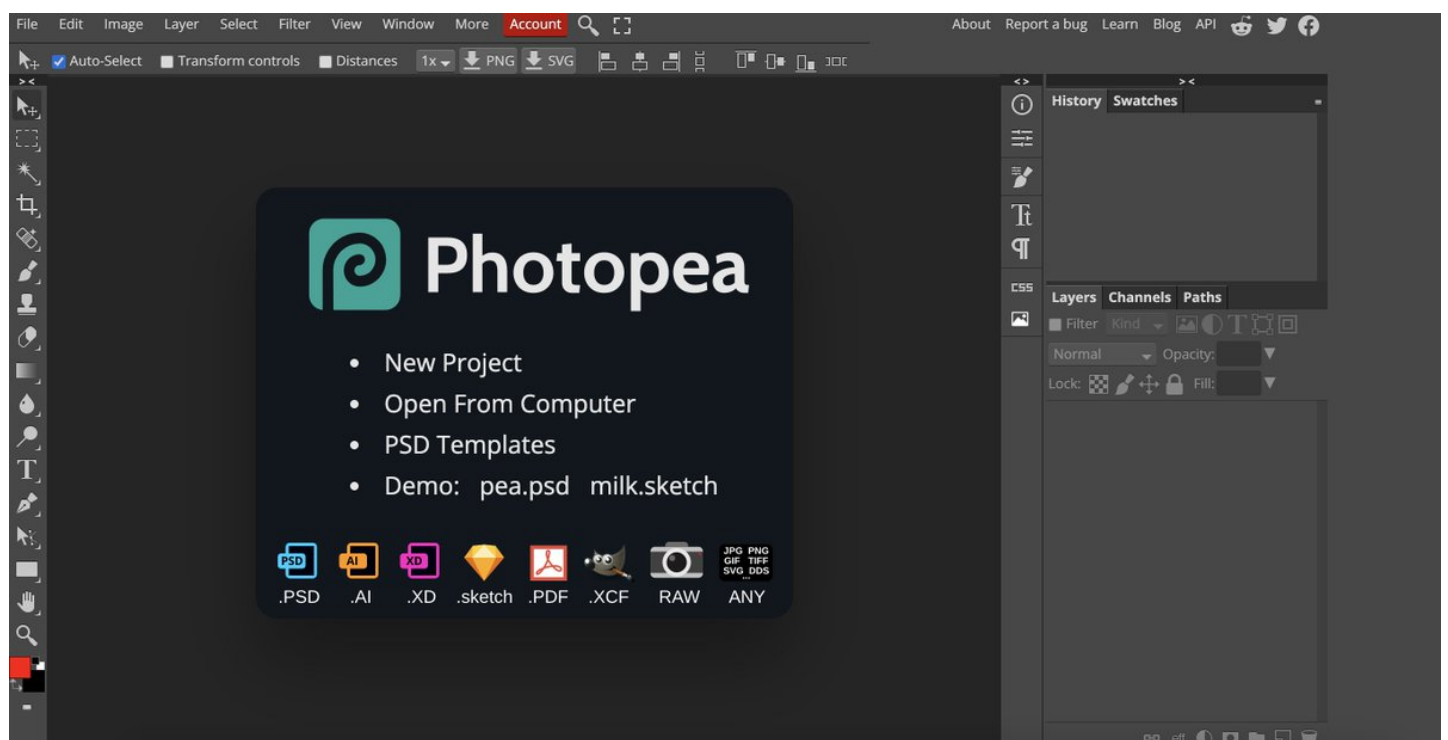 File Edit Image Layer Select Filter View Window More Account About Report a bug Learn Blog API
Auto-Select Transform controls Distances 1x PNG SVG
> < < > > <
History Swatches
Photopea
Tt
CSS
Layers Channels Paths
Filter Kind T
Normal Opacity:
Lock: Fill:
New Project
Open From Computer
PSD Templates
Demo: pea.psd milk.sketch
T
PSD AI XD JPG PNG
GIF TIFF
SVG DDS
...
.PSD .AI .XD .sketch .PDF .XCF RAW ANY
eff